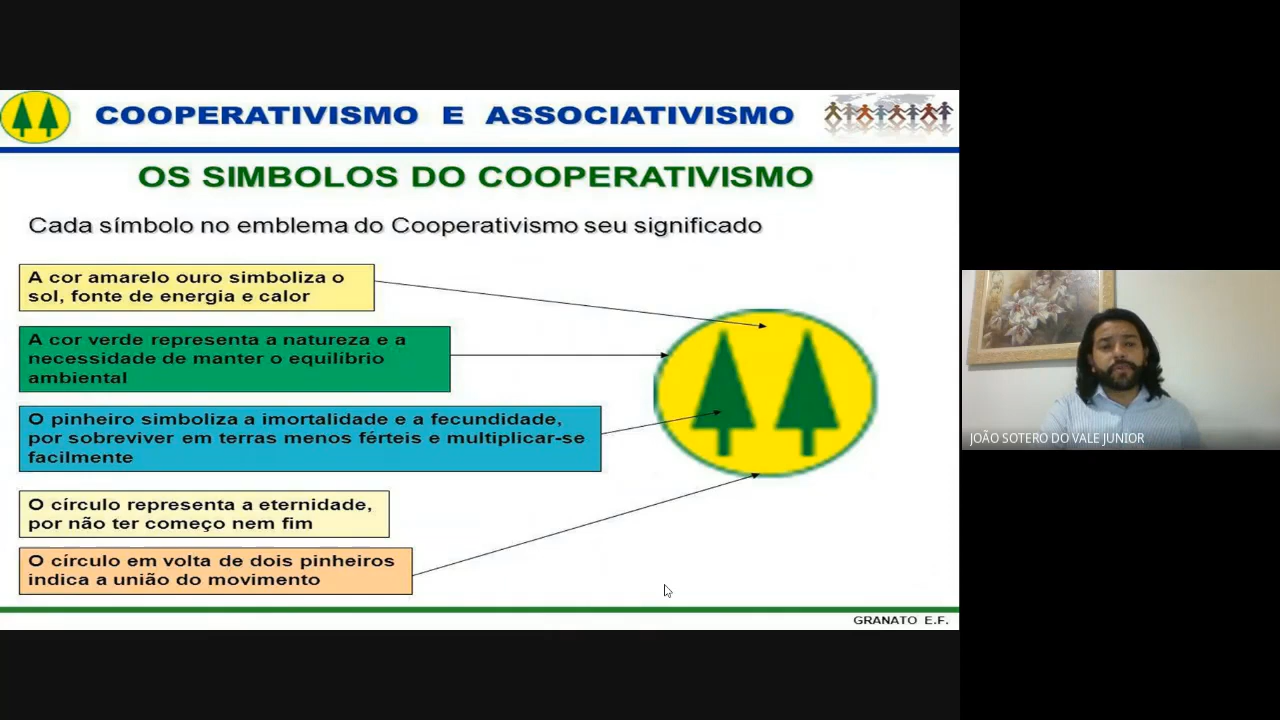 COOPERATIVISMO E ASSOCIATIVISMO
OS SIMBOLOS DO COOPERATIVISMO
Cada símbolo no emblema do Cooperativismo seu significado
A cor amarelo ouro simboliza o
sol, fonte de energia e calor
A cor verde representa a natureza e a
necessidade de manter o equilíbrio
ambiental
O pinheiro simboliza a imortalidade e a fecundidade,
por sobreviver em terras menos férteis e multiplicar-se
facilmente
O círculo representa a eternidade,
por não ter começo nem fim
O círculo em volta de dois pinheiros
indica a união do movimento
GRANATO E.F.
JOÃO SOTERO DO VALE JUNIOR